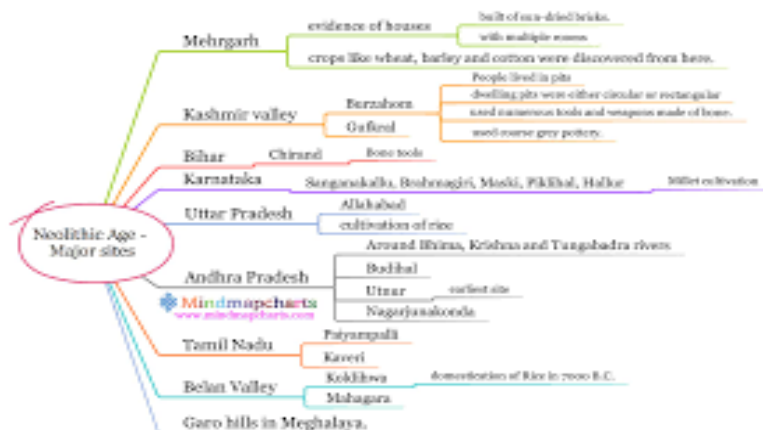 Neolithic Age -
Major sites
Mehrgarh
evidence of houses
built of sun-dried bricks.
with multiple rooms
crops like wheat, barley and cotton were discovered from here.
Kashmir valley
Burzahom
People lived in pits
dwelling pits were either circular or rectangular
used numerous tools and weapons made of bone.
used coarse grey pottery.
Gufkral
Bihar
Chirand
Bone tools
Karnataka
Sanganakallu, Brahmagiri, Maski, Piklihal, Hallur
Millet cultivation
Uttar Pradesh
Allahabad
cultivation of rice
Andhra Pradesh
Around Bhima, Krishna and Tungabadra rivers
Budihal
Utnur
earliest site
Nagarjunakonda
Mindmapcharts
www.mindmapcharts.com
Tamil Nadu
Paiyampalli
Kaveri
Belan Valley
Koldihwa
domestication of Rice in 7000 B.C.
Mahagara
Garo hills in Meghalaya.